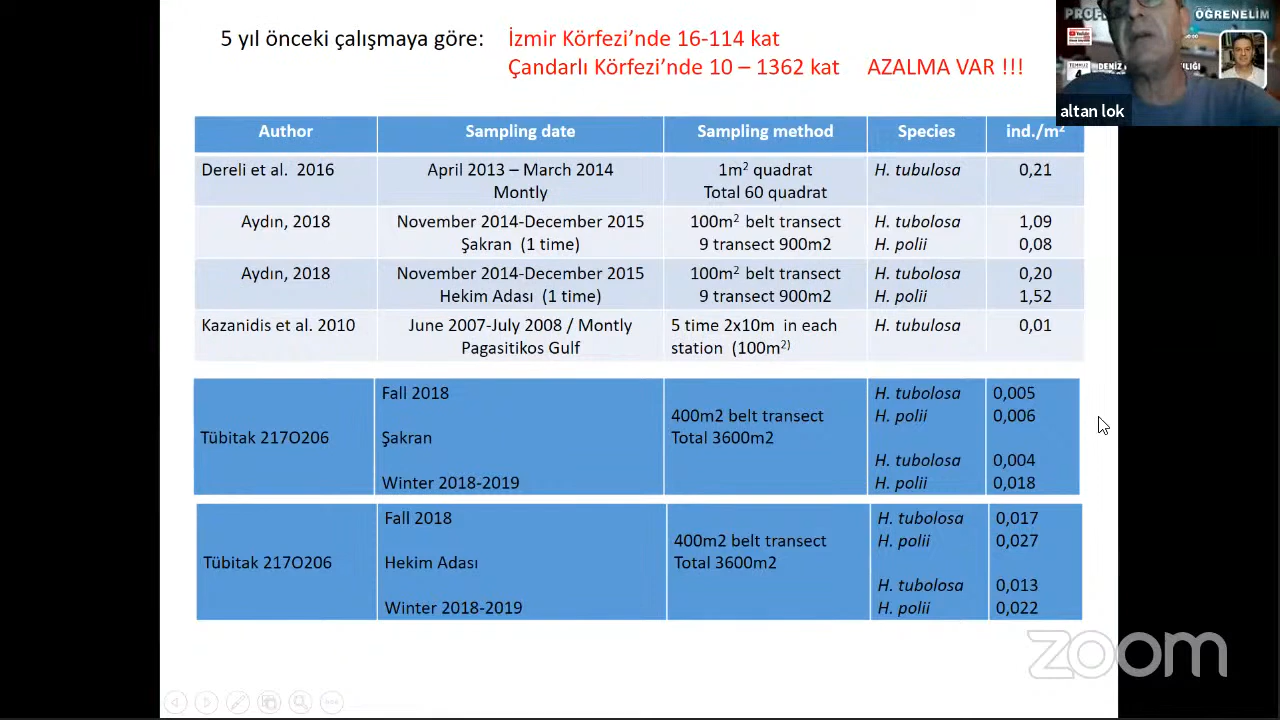 5 yıl önceki çalışmaya göre: İzmir Körfezi’nde 16-114 kat
Çandarlı Körfezi’nde 10 – 1362 kat AZALMA VAR !!!
ÖĞRENELİM
YouTube
TEMMUZ
4
DENİZ
altan lok
Author Sampling date Sampling method Species ind./m²
Dereli et al. 2016 April 2013 – March 2014 1m² quadrat H. tubulosa 0,21
Montly Total 60 quadrat
Aydın, 2018 November 2014-December 2015 100m² belt transect H. tubulosa 1,09
Şakran (1 time) 9 transect 900m2 H. polii 0,08
Aydın, 2018 November 2014-December 2015 100m² belt transect H. tubulosa 0,20
Hekim Adası (1 time) 9 transect 900m2 H. polii 1,52
Kazanidis et al. 2010 June 2007-July 2008 / Montly 5 time 2x10m in each H. tubulosa 0,01
Pagasitikos Gulf station (100m²⁾
Fall 2018 H. tubolosa 0,005
400m2 belt transect H. polii 0,006
Tübitak 217O206 Şakran Total 3600m2
H. tubolosa 0,004
Winter 2018-2019 H. polii 0,018
Fall 2018 H. tubolosa 0,017
400m2 belt transect H. polii 0,027
Tübitak 217O206 Hekim Adası Total 3600m2
H. tubolosa 0,013
Winter 2018-2019 H. polii 0,022
zoom